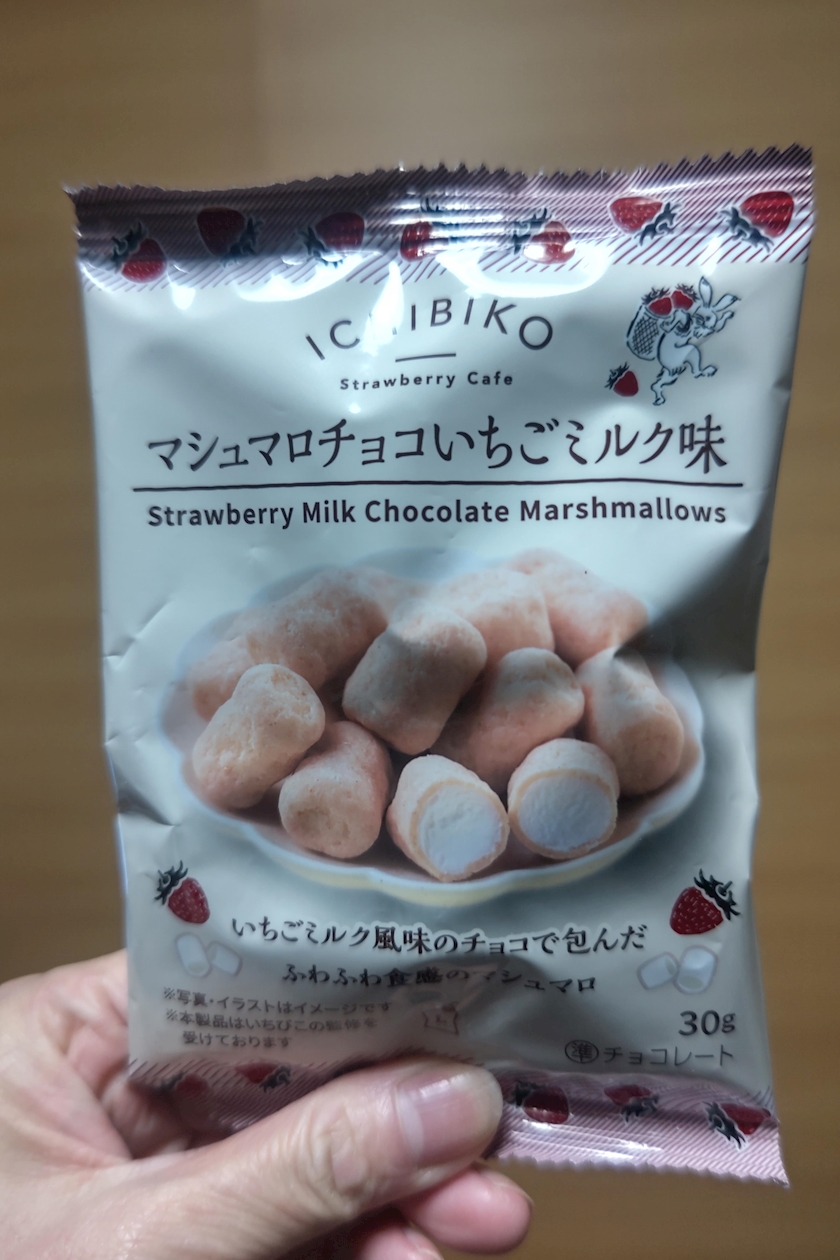 ICHIBIKO
Strawberry Cafe
マシュマロチョコいちごミルク味
Strawberry Milk Chocolate Marshmallows
いちごミルク風味のチョコで包んだ
ふわふわ食感のマシュマロ
※写真・イラストはイメージです
※本製品はいちびこの監修を
受けております
30g
㊥チョコレート